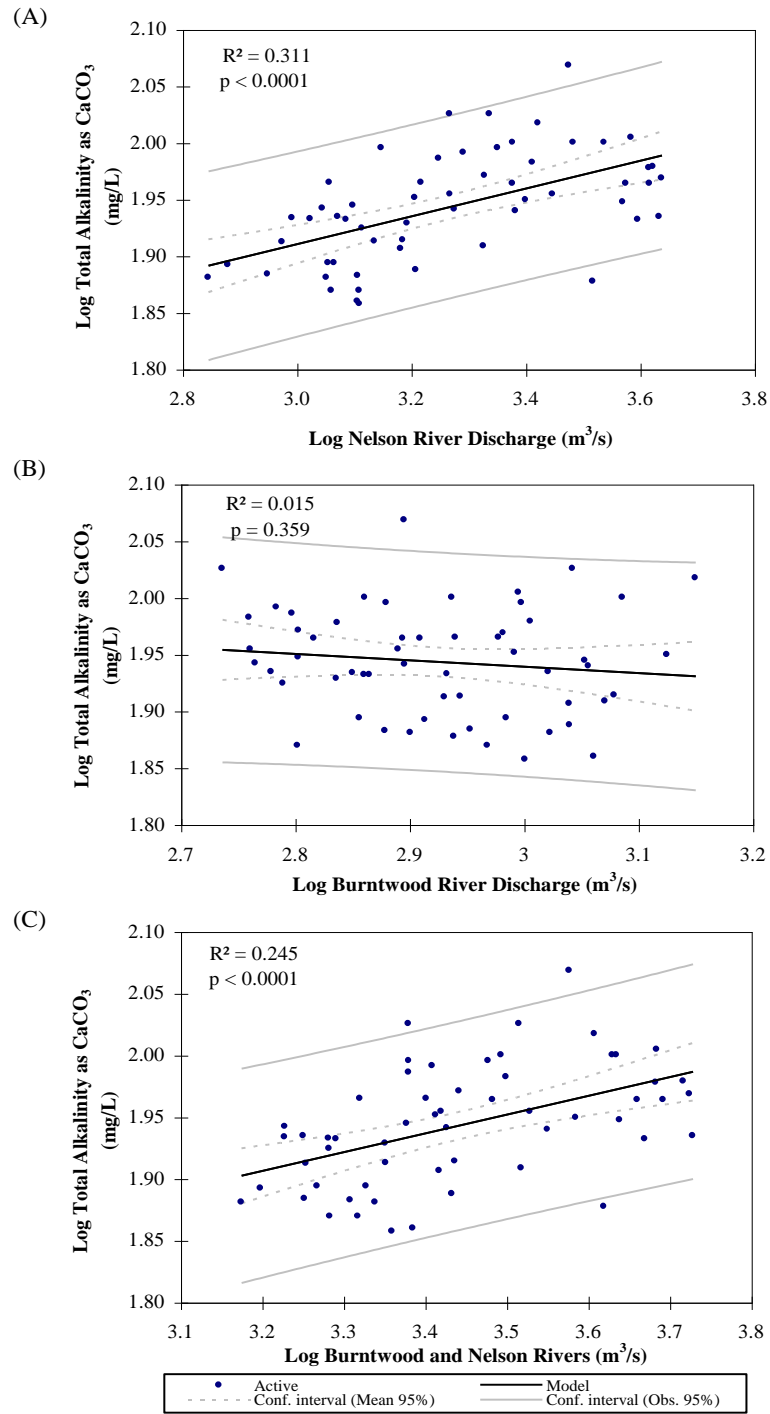 (A)
R² = 0.311
p < 0.0001
Log Total Alkalinity as CaCO₃
(mg/L)
2.10
2.05
2.00
1.95
1.90
1.85
1.80
2.8 3.0 3.2 3.4 3.6 3.8
Log Nelson River Discharge (m³/s)
(B)
R² = 0.015
p = 0.359
Log Total Alkalinity as CaCO₃
(mg/L)
2.10
2.05
2.00
1.95
1.90
1.85
1.80
2.7 2.8 2.9 3 3.1 3.2
Log Burntwood River Discharge (m³/s)
(C)
R² = 0.245
p < 0.0001
Log Total Alkalinity as CaCO₃
(mg/L)
2.10
2.05
2.00
1.95
1.90
1.85
1.80
3.1 3.2 3.3 3.4 3.5 3.6 3.7 3.8
Log Burntwood and Nelson Rivers (m³/s)
Active Model
Conf. interval (Mean 95%) Conf. interval (Obs. 95%)